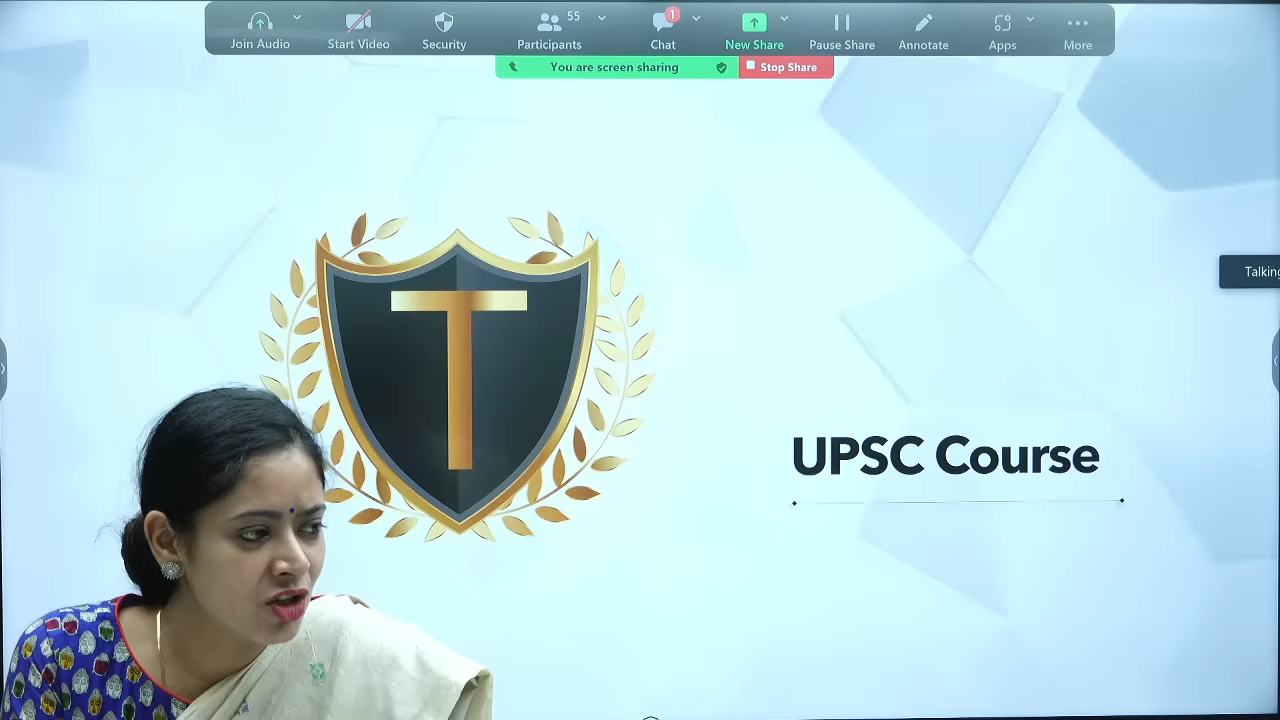 Join Audio
Start Video
Security
55
Participants
1
Chat
New Share
Pause Share
Annotate
Apps
More
You are screen sharing
Stop Share
Talking
T
UPSC Course